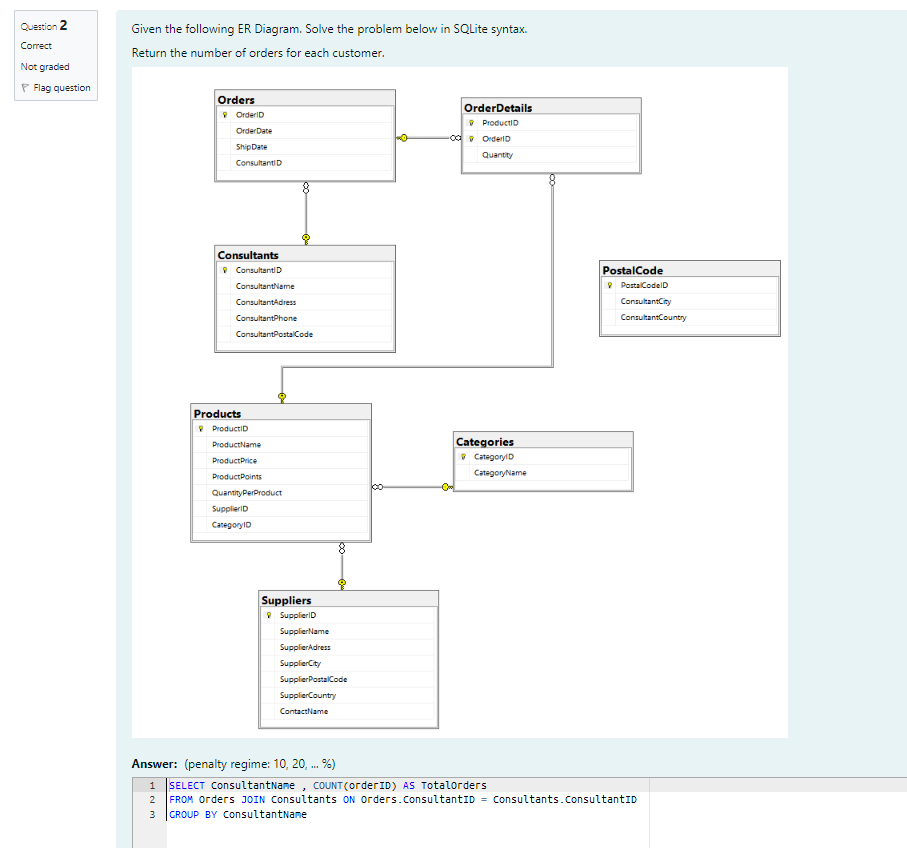 Question 2
Correct
Not graded
Flag question
Given the following ER Diagram. Solve the problem below in SQLite syntax.
Return the number of orders for each customer.
Orders
OrderID
OrderDate
ShipDate
ConsultantID
OrderDetails
ProductID
OrderID
Quantity
Consultants
ConsultantID
ConsultantName
ConsultantAdress
ConsultantPhone
ConsultantPostalCode
PostalCode
PostalCodeID
ConsultantCity
ConsultantCountry
Products
ProductID
ProductName
ProductPrice
ProductPoints
QuantityPerProduct
SupplierID
CategoryID
Categories
CategoryID
CategoryName
Suppliers
SupplierID
SupplierName
SupplierAdress
SupplierCity
SupplierPostalCode
SupplierCountry
ContactName
Answer: (penalty regime: 10, 20, ... %)
1 SELECT ConsultantName , COUNT(orderID) AS TotalOrders
2 FROM Orders JOIN Consultants ON Orders.ConsultantID = Consultants.ConsultantID
3 GROUP BY ConsultantName